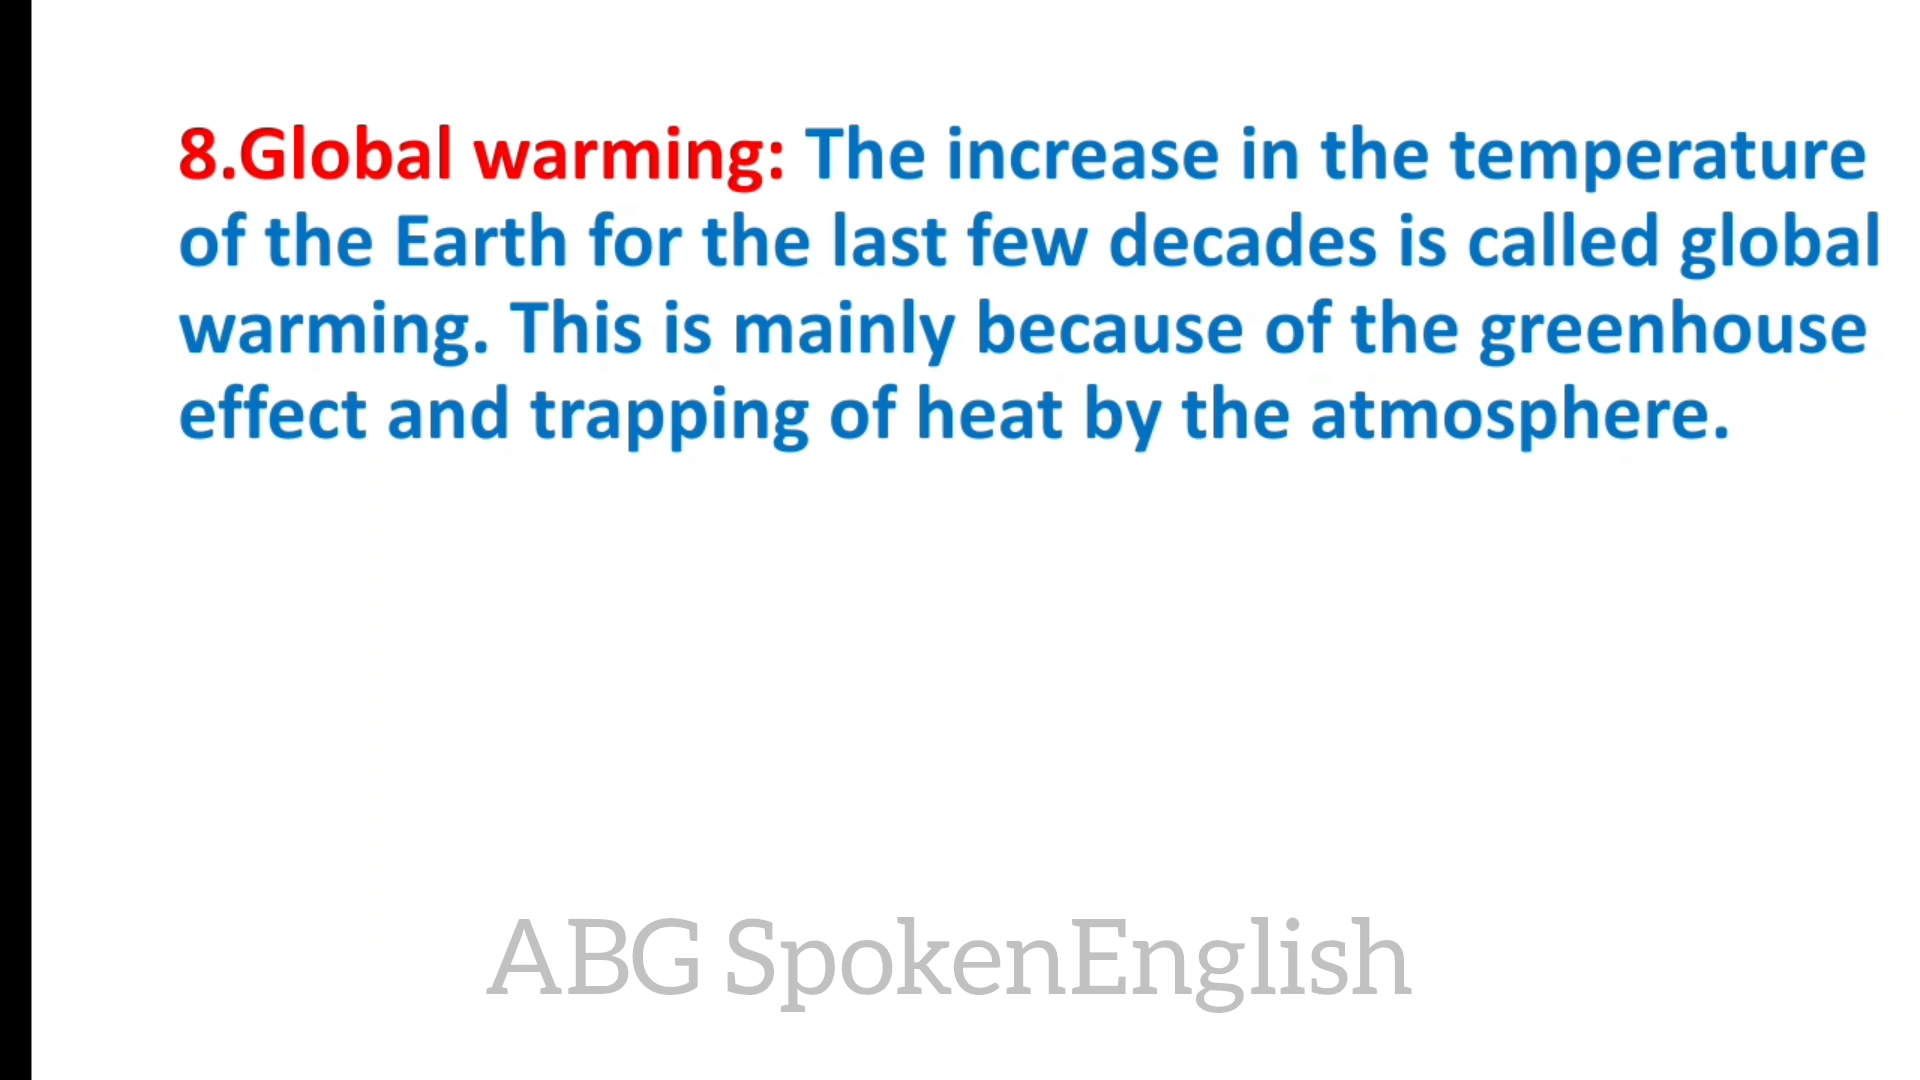 8.Global warming: The increase in the temperature
of the Earth for the last few decades is called global
warming. This is mainly because of the greenhouse
effect and trapping of heat by the atmosphere.
ABG SpokenEnglish